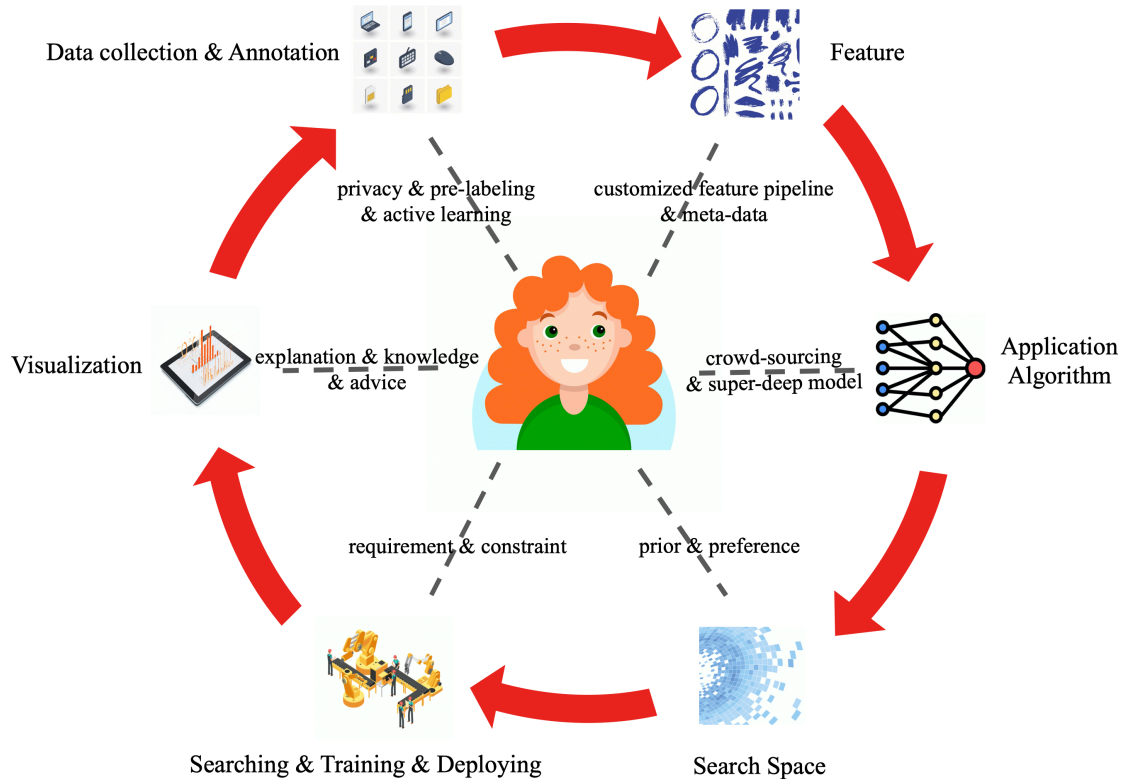 Data collection & Annotation
Feature
privacy & pre-labeling
& active learning
customized feature pipeline
& meta-data
Visualization
explanation & knowledge
& advice
crowd-sourcing
& super-deep model
Application
Algorithm
requirement & constraint
prior & preference
Searching & Training & Deploying
Search Space